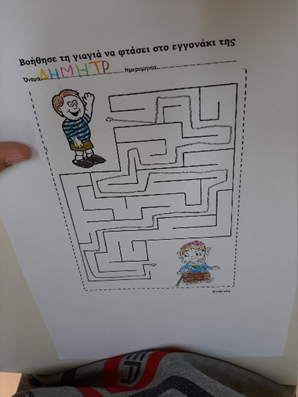 Βοήθησε τη γιαγιά να φτάσει στο εγγονάκι της
Όνομα ΔΗΜΗΤΡ Ημερομηνία